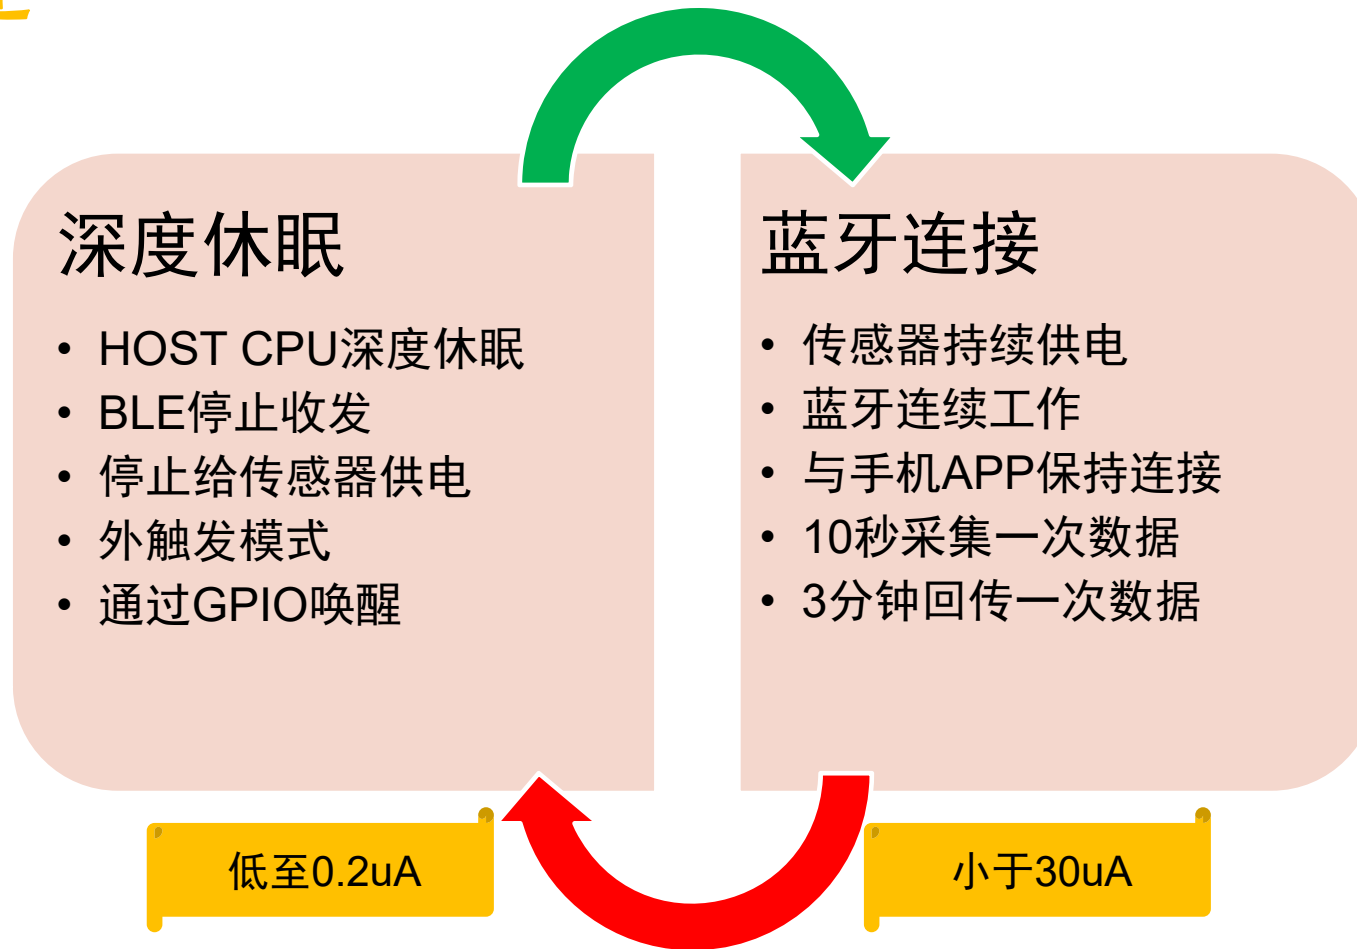 深度休眠
• HOST CPU深度休眠
• BLE停止收发
• 停止给传感器供电
• 外触发模式
• 通过GPIO唤醒
低至0.2uA
蓝牙连接
• 传感器持续供电
• 蓝牙连续工作
• 与手机APP保持连接
• 10秒采集一次数据
• 3分钟回传一次数据
小于30uA